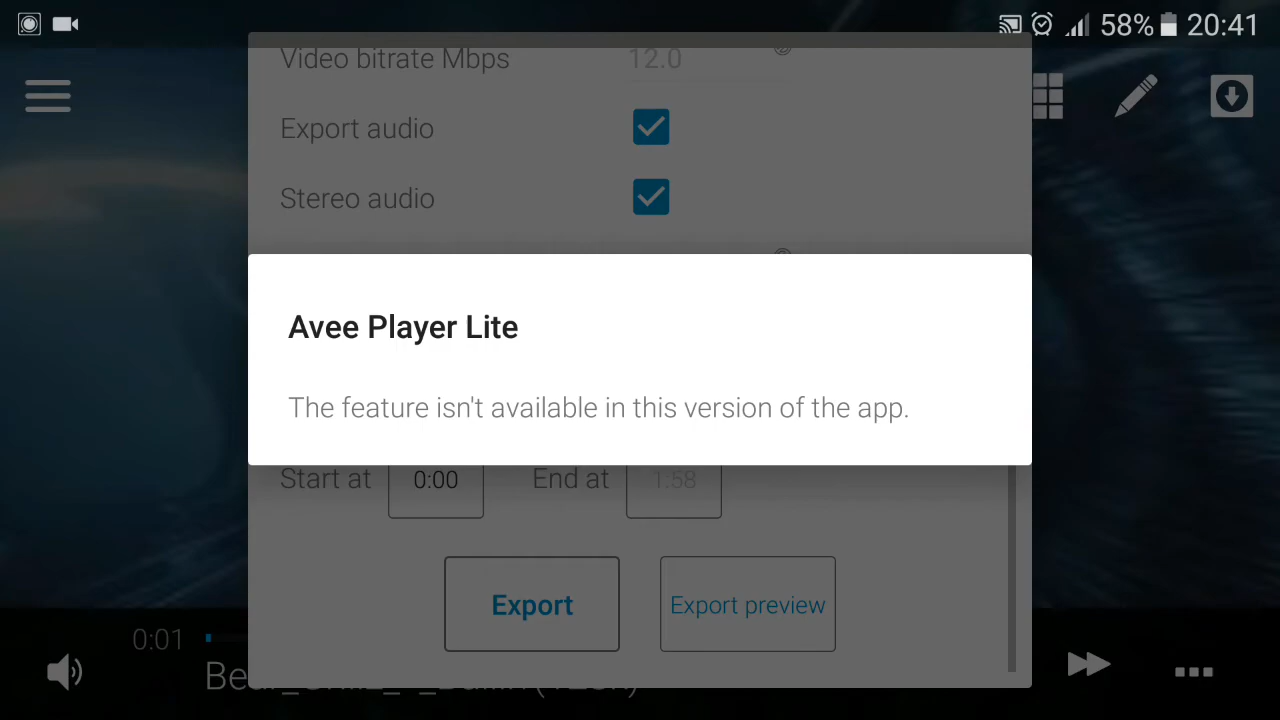 58% 20:41
Video bitrate Mbps 12.0
Export audio
Stereo audio
Avee Player Lite
The feature isn't available in this version of the app.
Start at 0:00 End at 1:58
Export Export preview
0:01